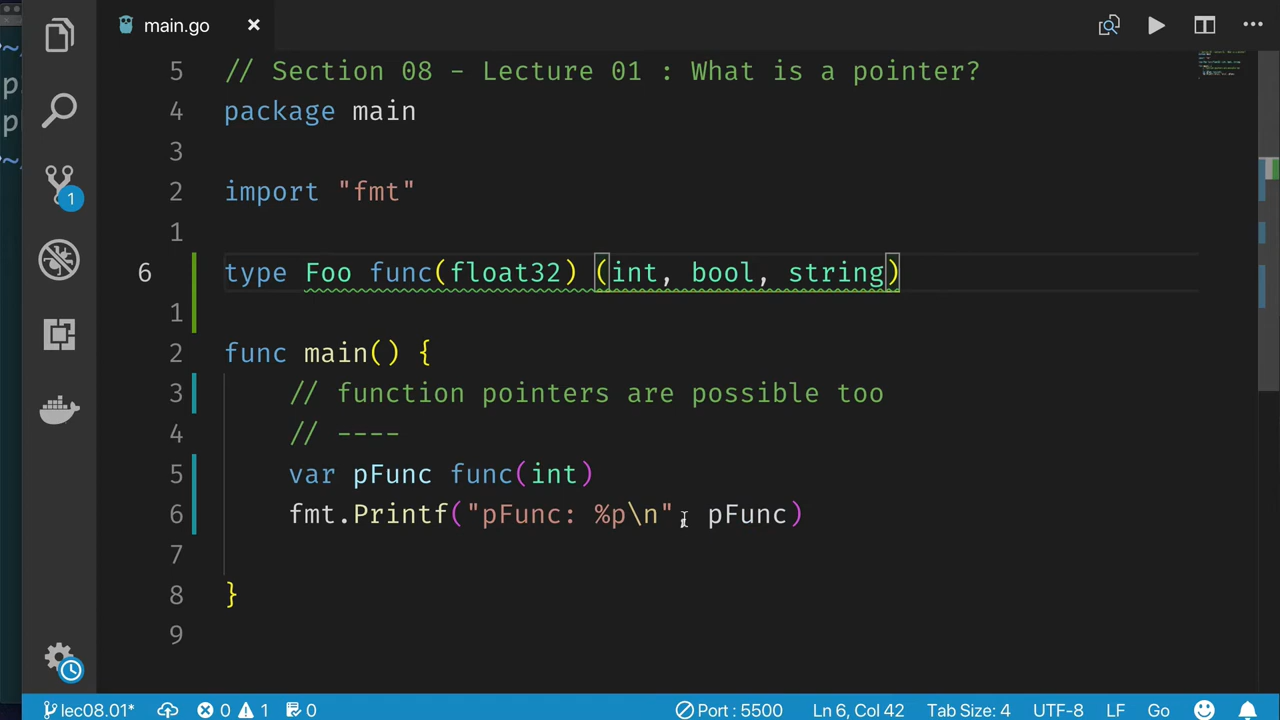 main.go
5 // Section 08 - Lecture 01 : What is a pointer?
4 package main
3
2 import "fmt"
1
6 type Foo func(float32) (int, bool, string)
1
2 func main() {
3 // function pointers are possible too
4 // ----
5 var pFunc func(int)
6 fmt.Printf("pFunc: %p\n", pFunc)
7
8 }
9
1
lec08.01* 0 1 0 Port : 5500 Ln 6, Col 42 Tab Size: 4 UTF-8 LF Go